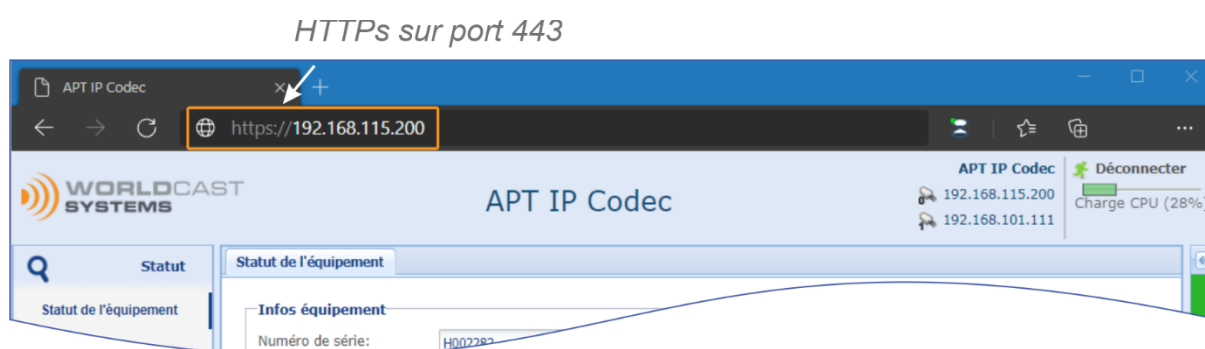 HTTPs sur port 443
APT IP Codec
https://192.168.115.200
WORLDCAST SYSTEMS
APT IP Codec
APT IP Codec
192.168.115.200
192.168.101.111
Déconnecter
Charge CPU (28%)
Statut
Statut de l'équipement
Statut de l'équipement
Infos équipement
Numéro de série:
H002282